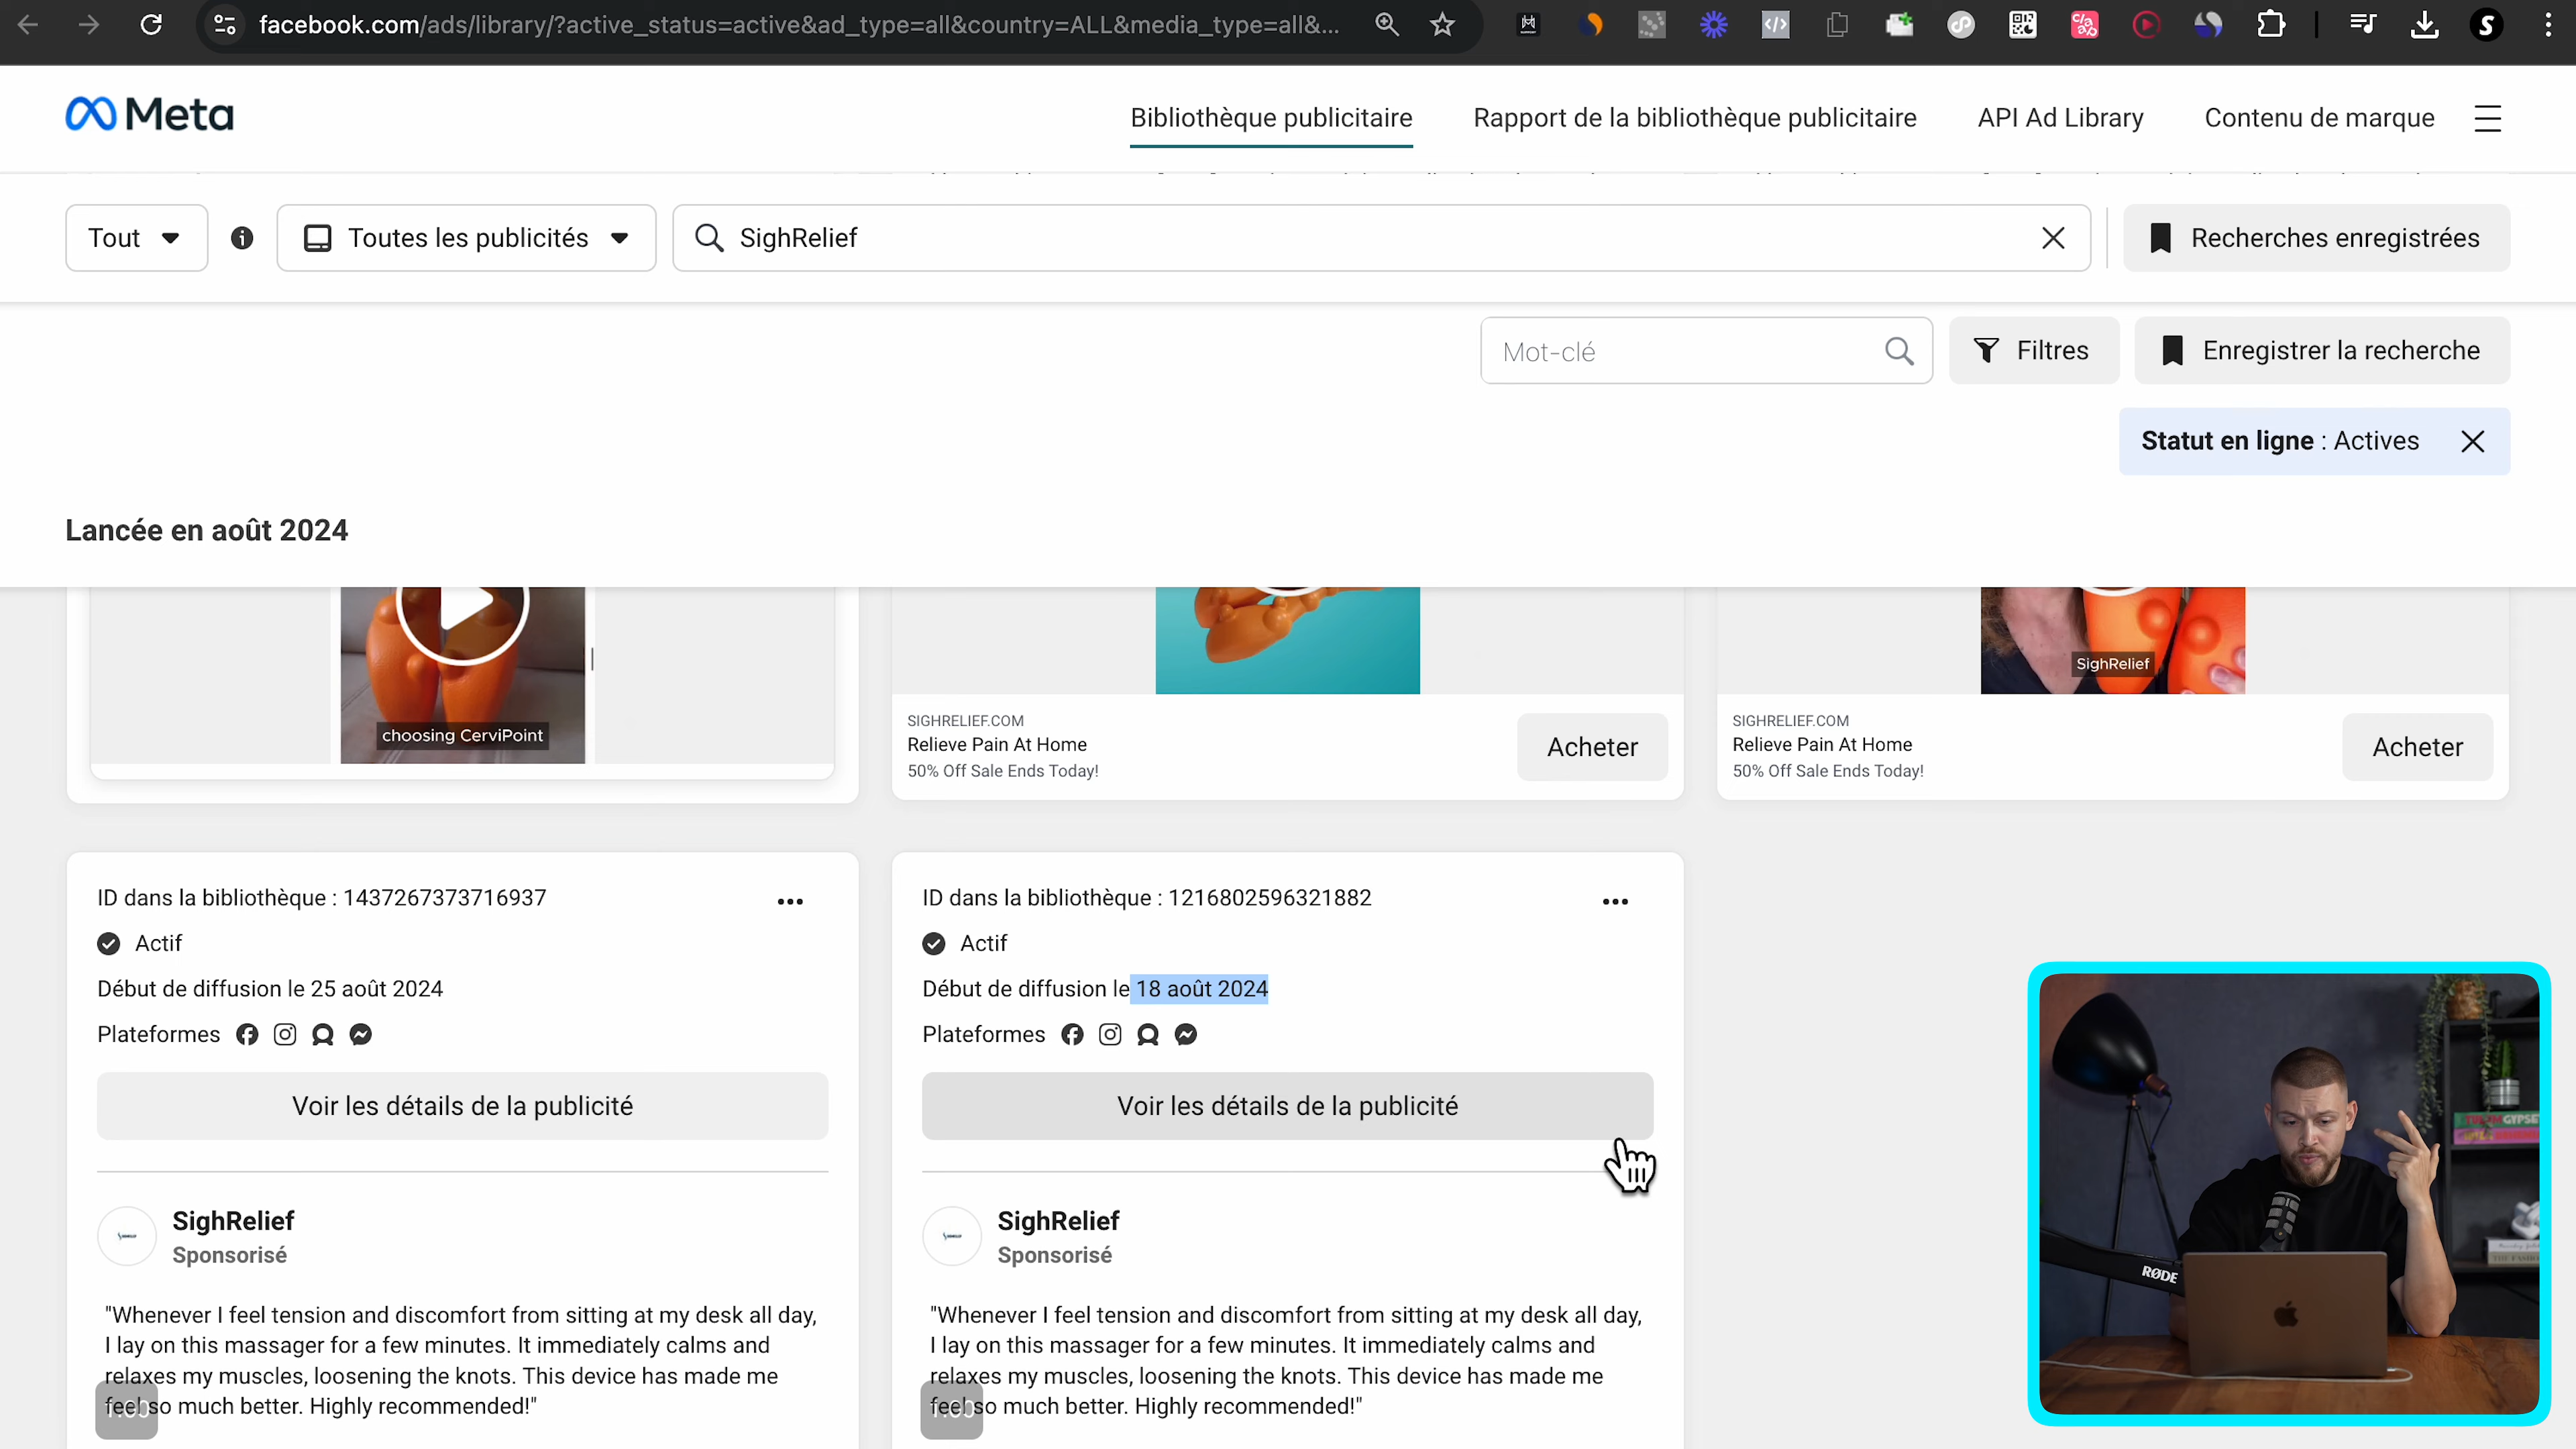 facebook.com/ads/library/?active_status=active&ad_type=all&country=ALL&media_type=all&...
Meta
Bibliothèque publicitaire
Rapport de la bibliothèque publicitaire
API Ad Library
Contenu de marque
Tout
Toutes les publicités
SighRelief
Recherches enregistrées
Mot-clé
Filtres
Enregistrer la recherche
Statut en ligne : Actives
Lancée en août 2024
choosing CerviPoint
SIGHRELIEF.COM
Relieve Pain At Home
50% Off Sale Ends Today!
Acheter
SighRelief
SIGHRELIEF.COM
Relieve Pain At Home
50% Off Sale Ends Today!
Acheter
ID dans la bibliothèque : 1437267373716937
Actif
Début de diffusion le 25 août 2024
Plateformes
Voir les détails de la publicité
SighRelief
Sponsorisé
"Whenever I feel tension and discomfort from sitting at my desk all day,
I lay on this massager for a few minutes. It immediately calms and
relaxes my muscles, loosening the knots. This device has made me
feel so much better. Highly recommended!"
ID dans la bibliothèque : 1216802596321882
Actif
Début de diffusion le 18 août 2024
Plateformes
Voir les détails de la publicité
SighRelief
Sponsorisé
"Whenever I feel tension and discomfort from sitting at my desk all day,
I lay on this massager for a few minutes. It immediately calms and
relaxes my muscles, loosening the knots. This device has made me
feel so much better. Highly recommended!"
RØDE